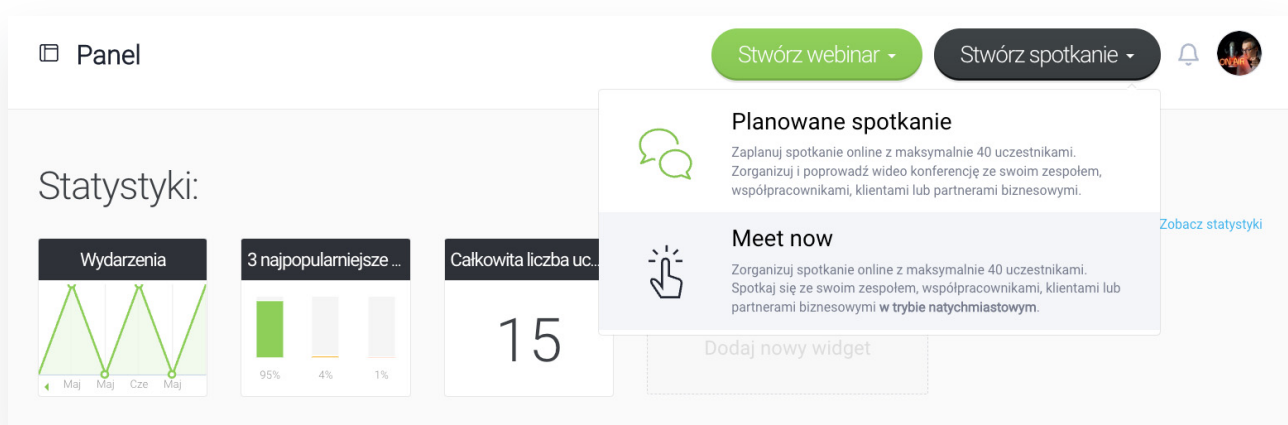 Panel
Stwórz webinar
Stwórz spotkanie
ON AIR
Planowane spotkanie
Zaplanuj spotkanie online z maksymalnie 40 uczestnikami.
Zorganizuj i poprowadź wideo konferencję ze swoim zespołem,
współpracownikami, klientami lub partnerami biznesowymi.
Meet now
Zorganizuj spotkanie online z maksymalnie 40 uczestnikami.
Spotkaj się ze swoim zespołem, współpracownikami, klientami lub
partnerami biznesowymi w trybie natychmiastowym.
Statystyki:
Zobacz statystyki
Wydarzenia
Maj Maj Cze Maj
3 najpopularniejsze ...
95% 4% 1%
Całkowita liczba uc...
15
Dodaj nowy widget